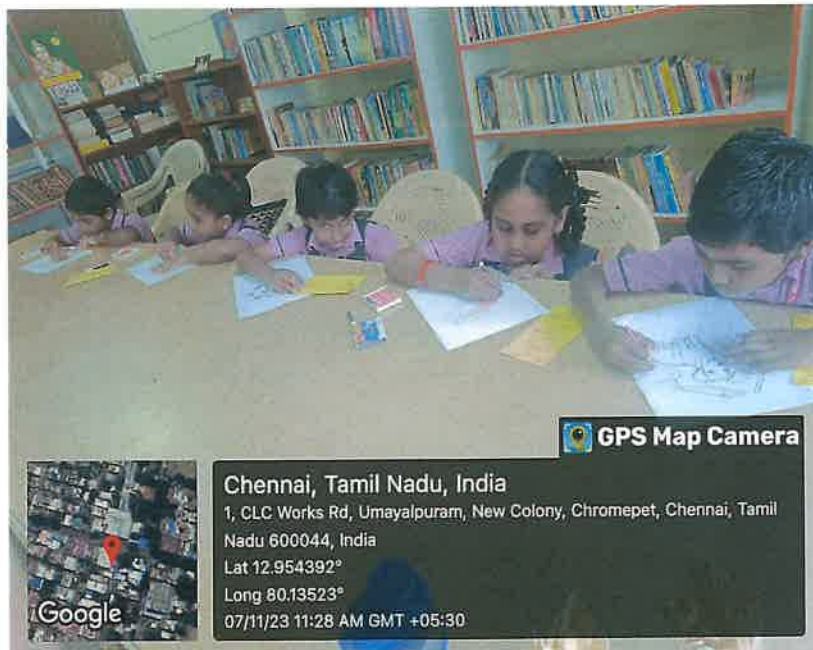 GPS Map Camera
Chennai, Tamil Nadu, India
1, CLC Works Rd, Umayalpuram, New Colony, Chromepet, Chennai, Tamil
Nadu 600044, India
Lat 12.954392°
Long 80.13523°
07/11/23 11:28 AM GMT +05:30
Google